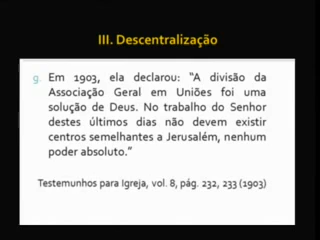 III. Descentralização
g. Em 1903, ela declarou: “A divisão da
Associação Geral em Uniões foi uma
solução de Deus. No trabalho do Senhor
destes últimos dias não devem existir
centros semelhantes a Jerusalém, nenhum
poder absoluto.”
Testemunhos para Igreja, vol. 8, pág. 232, 233 (1903)